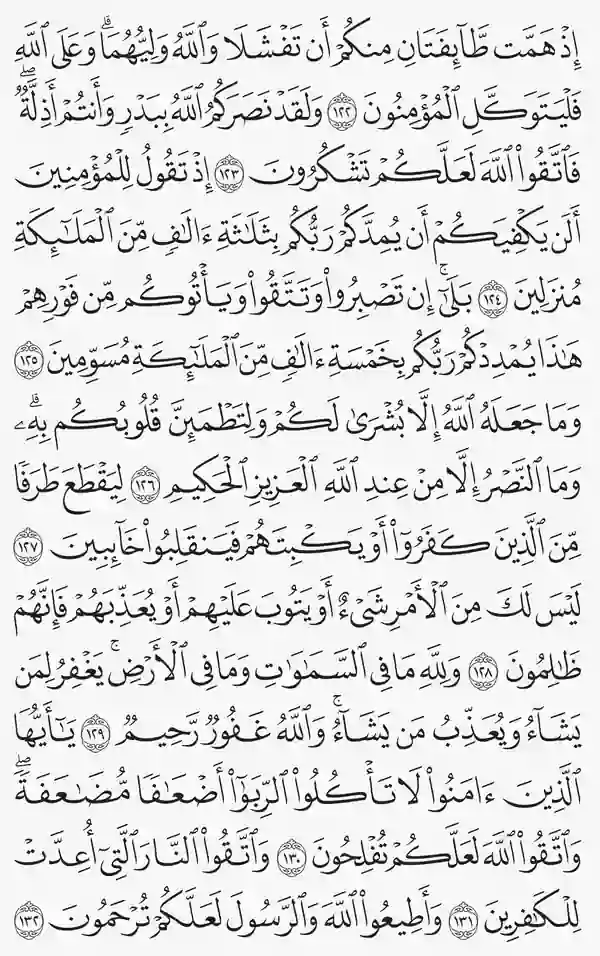 إِذۡ هَمَّت طَّآئِفَتَانِ مِنكُمۡ أَن تَفۡشَلَا وَٱللَّهُ وَلِيُّهُمَاۗ وَعَلَى ٱللَّهِ
فَلۡيَتَوَكَّلِ ٱلۡمُؤۡمِنُونَ ١٢٢ وَلَقَدۡ نَصَرَكُمُ ٱللَّهُ بِبَدۡرٖ وَأَنتُمۡ أَذِلَّةٞۖ
فَٱتَّقُواْ ٱللَّهَ لَعَلَّكُمۡ تَشۡكُرُونَ ١٢٣ إِذۡ تَقُولُ لِلۡمُؤۡمِنِينَ
أَلَن يَكۡفِيَكُمۡ أَن يُمِدَّكُمۡ رَبُّكُم بِثَلَٰثَةِ ءَالَٰفٖ مِّنَ ٱلۡمَلَٰٓئِكَةِ
مُنزَلِينَ ١٢٤ بَلَىٰٓۚ إِن تَصۡبِرُواْ وَتَتَّقُواْ وَيَأۡتُوكُم مِّن فَوۡرِهِمۡ
هَٰذَا يُمۡدِدۡكُمۡ رَبُّكُم بِخَمۡسَةِ ءَالَٰفٖ مِّنَ ٱلۡمَلَٰٓئِكَةِ مُسَوِّمِينَ ١٢٥
وَمَا جَعَلَهُ ٱللَّهُ إِلَّا بُشۡرَىٰ لَكُمۡ وَلِتَطۡمَئِنَّ قُلُوبُكُم بِهِۦۗ
وَمَا ٱلنَّصۡرُ إِلَّا مِنۡ عِندِ ٱللَّهِ ٱلۡعَزِيزِ ٱلۡحَكِيمِ ١٢٦ لِيَقۡطَعَ طَرَفٗا
مِّنَ ٱلَّذِينَ كَفَرُوٓاْ أَوۡ يَكۡبِتَهُمۡ فَيَنقَلِبُواْ خَآئِبِينَ ١٢٧
لَيۡسَ لَكَ مِنَ ٱلۡأَمۡرِ شَيۡءٌ أَوۡ يَتُوبَ عَلَيۡهِمۡ أَوۡ يُعَذِّبَهُمۡ فَإِنَّهُمۡ
ظَٰلِمُونَ ١٢٨ وَلِلَّهِ مَا فِي ٱلسَّمَٰوَٰتِ وَمَا فِي ٱلۡأَرۡضِۚ يَغۡفِرُ لِمَن
يَشَآءُ وَيُعَذِّبُ مَن يَشَآءُۚ وَٱللَّهُ غَفُورٞ رَّحِيمٞ ١٢٩ يَٰٓأَيُّهَا
ٱلَّذِينَ ءَامَنُواْ لَا تَأۡكُلُواْ ٱلرِّبَوٰٓاْ أَضۡعَٰفٗا مُّضَٰعَفَةٗۖ
وَٱتَّقُواْ ٱللَّهَ لَعَلَّكُمۡ تُفۡلِحُونَ ١٣٠ وَٱتَّقُواْ ٱلنَّارَ ٱلَّتِيٓ أُعِدَّتۡ
لِلۡكَٰفِرِينَ ١٣١ وَأَطِيعُواْ ٱللَّهَ وَٱلرَّسُولَ لَعَلَّكُمۡ تُرۡحَمُونَ ١٣٢